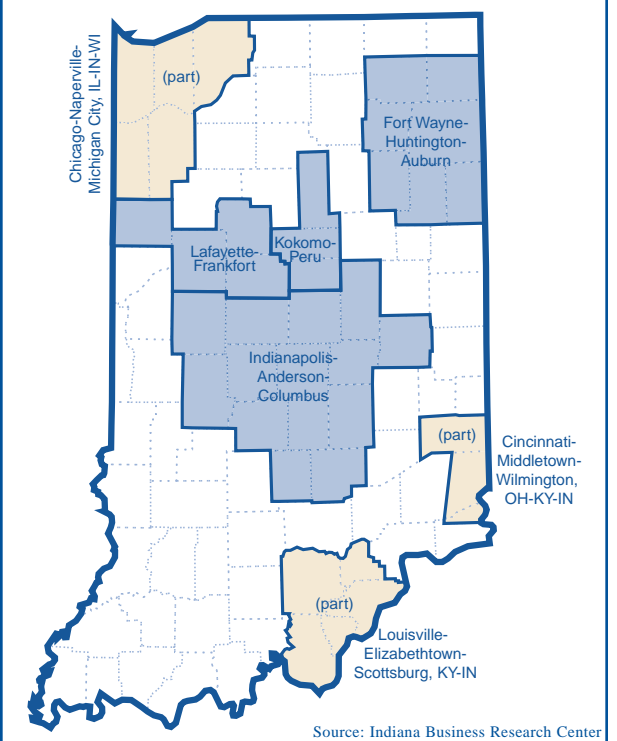 Chicago-Naperville-
Michigan City, IL-IN-WI
(part)
Fort Wayne-
Huntington-
Auburn
Lafayette-
Frankfort
Kokomo-
Peru
Indianapolis-
Anderson-
Columbus
(part)
Cincinnati-
Middletown-
Wilmington,
OH-KY-IN
(part)
Louisville-
Elizabethtown-
Scottsburg, KY-IN
Source: Indiana Business Research Center